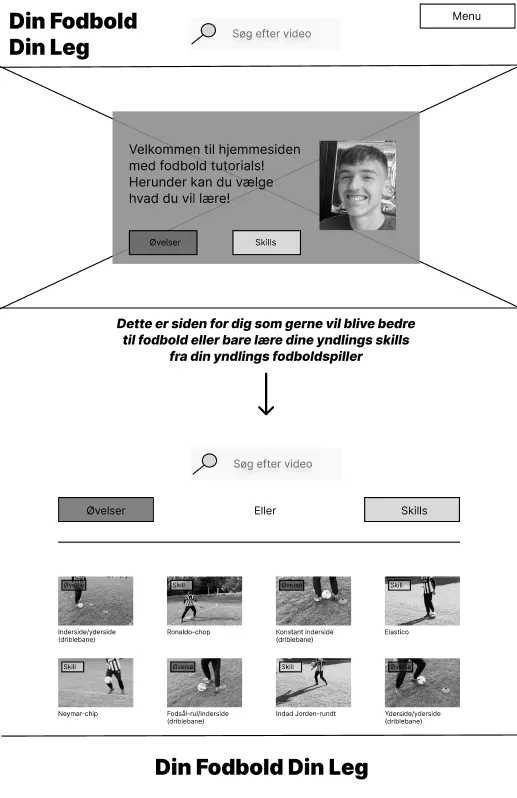 Din Fodbold
Din Leg
Søg efter video
Menu
Velkommen til hjemmesiden
med fodbold tutorials!
Herunder kan du vælge
hvad du vil lære!
Øvelser
Skills
Dette er siden for dig som gerne vil blive bedre
til fodbold eller bare lære dine yndlings skills
fra din yndlings fodboldspiller
Søg efter video
Øvelser
Eller
Skills
Øvelse
Skill
Øvelse
Skill
Inderside/yderside
(driblebane)
Ronaldo-chop
Konstant inderside
(driblebane)
Elastico
Skill
Øvelse
Skill
Øvelse
Neymar-chip
Fodsål-rul/inderside
(driblebane)
Indad Jorden-rundt
Yderside/yderside
(driblebane)
Din Fodbold Din Leg